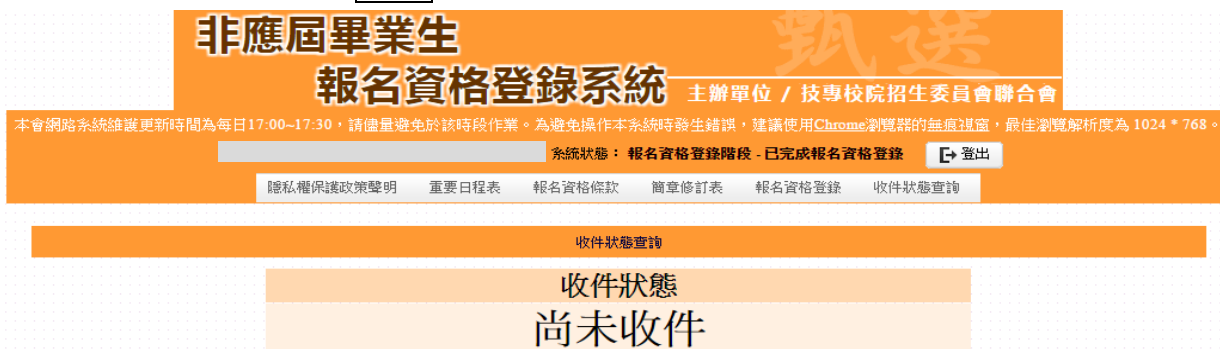 甄選
非應屆畢業生
報名資格登錄系統 主辦單位 / 技專校院招生委員會聯合會
本會網路系統維護更新時間為每日17:00~17:30，請儘量避免於該時段作業。為避免操作本系統時發生錯誤，建議使用Chrome瀏覽器的無痕視窗，最佳瀏覽解析度為 1024 * 768。
系統狀態：報名資格登錄階段 - 已完成報名資格登錄 登出
隱私權保護政策聲明 重要日程表 報名資格條款 簡章修訂表 報名資格登錄 收件狀態查詢
收件狀態查詢
收件狀態
尚未收件